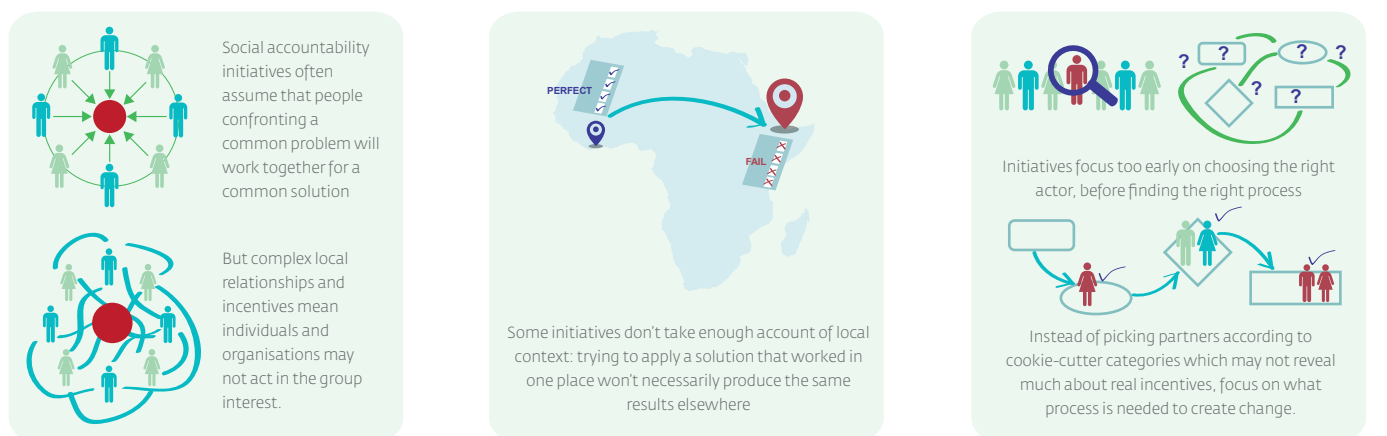 Social accountability
initiatives often
assume that people
confronting a
common problem will
work together for a
common solution
But complex local
relationships and
incentives mean
individuals and
organisations may
not act in the group
interest.
PERFECT
FAIL
Some initiatives don't take enough account of local
context: trying to apply a solution that worked in
one place won't necessarily produce the same
results elsewhere
? ? ? ?
? ?
Initiatives focus too early on choosing the right
actor, before finding the right process
Instead of picking partners according to
cookie-cutter categories which may not reveal
much about real incentives, focus on what
process is needed to create change.